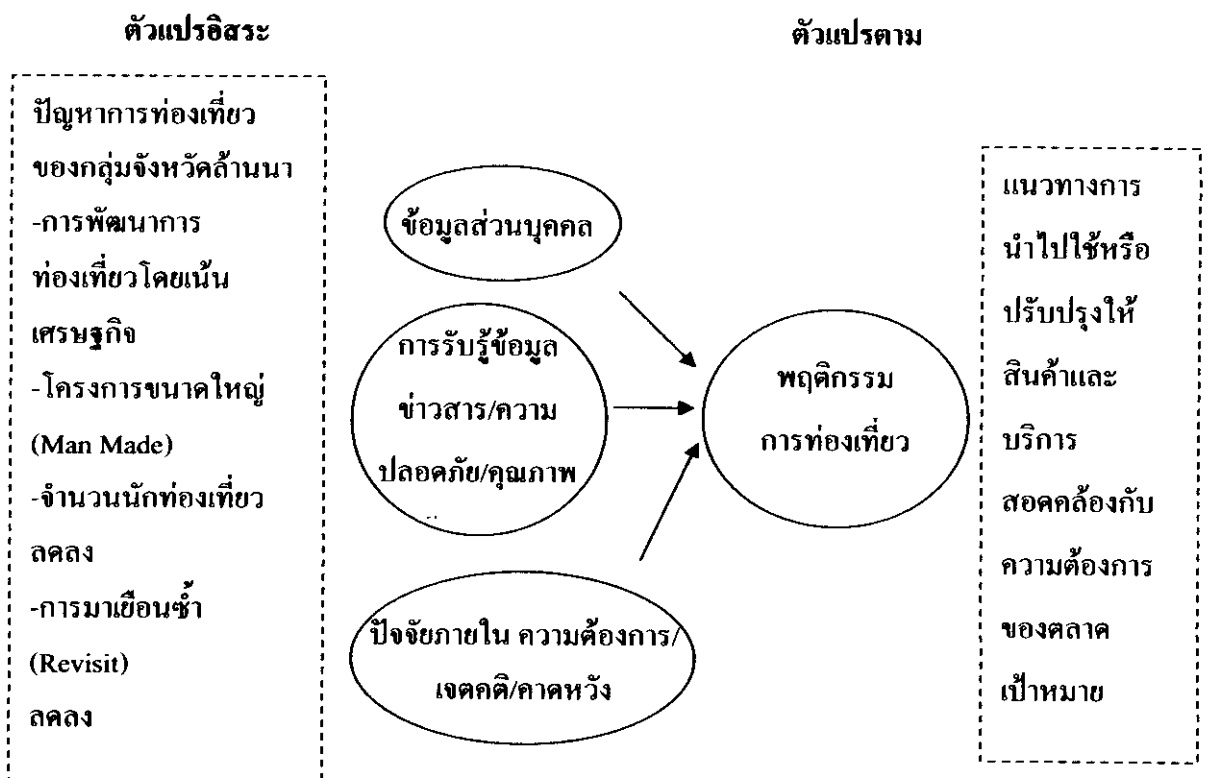 ตัวแปรอิสระ
ตัวแปรตาม
ปัญหาการท่องเที่ยว
ของกลุ่มจังหวัดล้านนา
-การพัฒนาการ
ท่องเที่ยวโดยเน้น
เศรษฐกิจ
-โครงการขนาดใหญ่
(Man Made)
-จำนวนนักท่องเที่ยว
ลดลง
-การมาเยือนซ้ำ
(Revisit)
ลดลง
ข้อมูลส่วนบุคคล
การรับรู้ข้อมูล
ข่าวสาร/ความ
ปลอดภัย/คุณภาพ
ปัจจัยภายใน ความต้องการ/
เจตคติ/คาดหวัง
พฤติกรรม
การท่องเที่ยว
แนวทางการ
นำไปใช้หรือ
ปรับปรุงให้
สินค้าและ
บริการ
สอดคล้องกับ
ความต้องการ
ของตลาด
เป้าหมาย